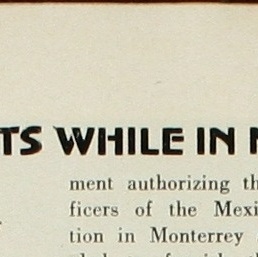 TS WHILE IN
ment authorizing th
ficers of the Mexi
tion in Monterrey